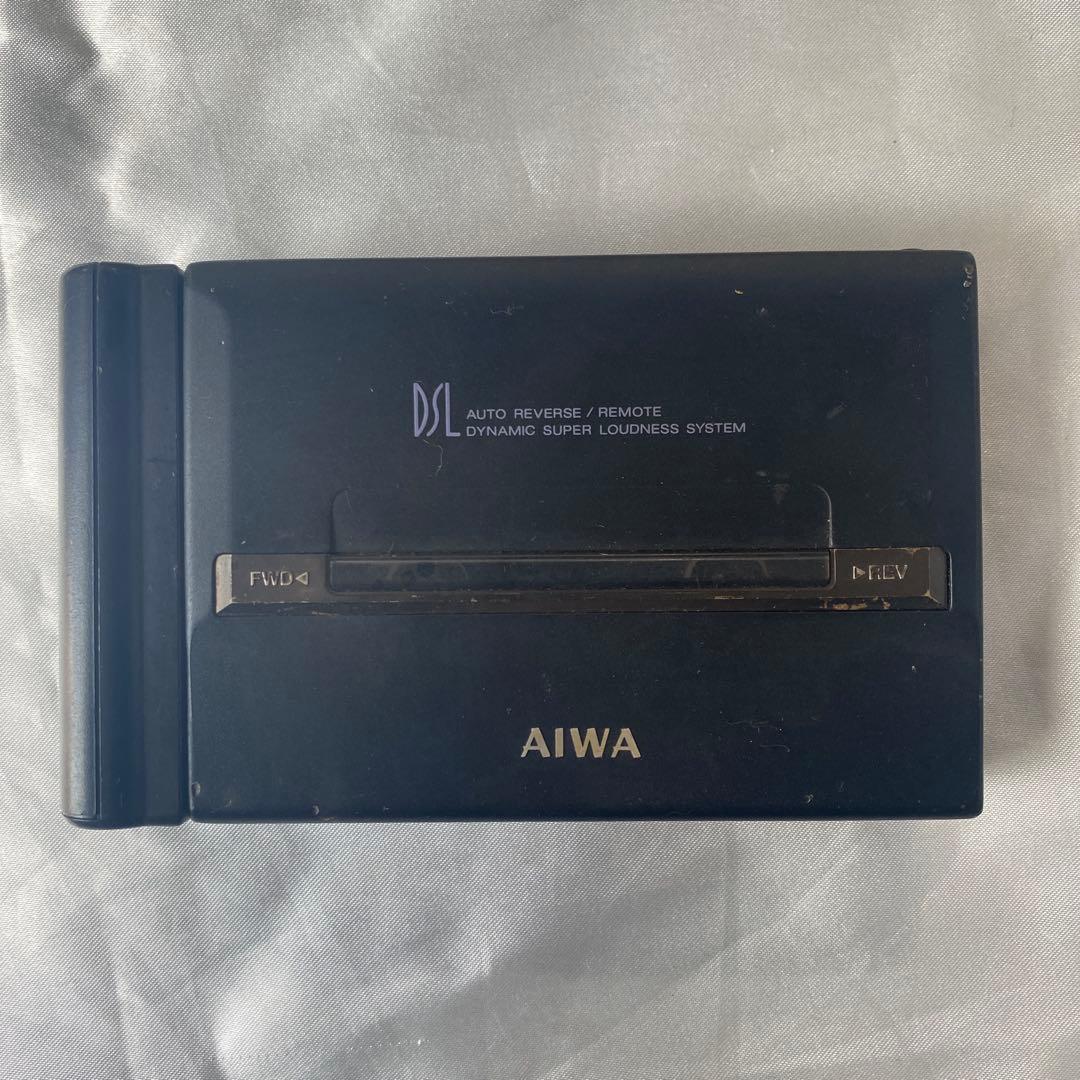 DSL AUTO REVERSE / REMOTE
DYNAMIC SUPER LOUDNESS SYSTEM
FWD◁ ▷REV
AIWA